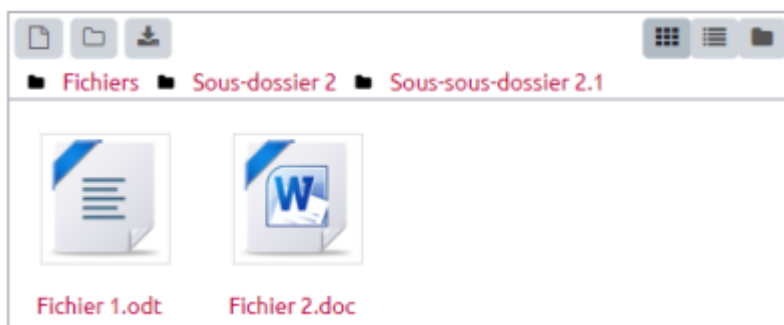 Fichiers Sous-dossier 2 Sous-sous-dossier 2.1
W
Fichier 1.odt Fichier 2.doc